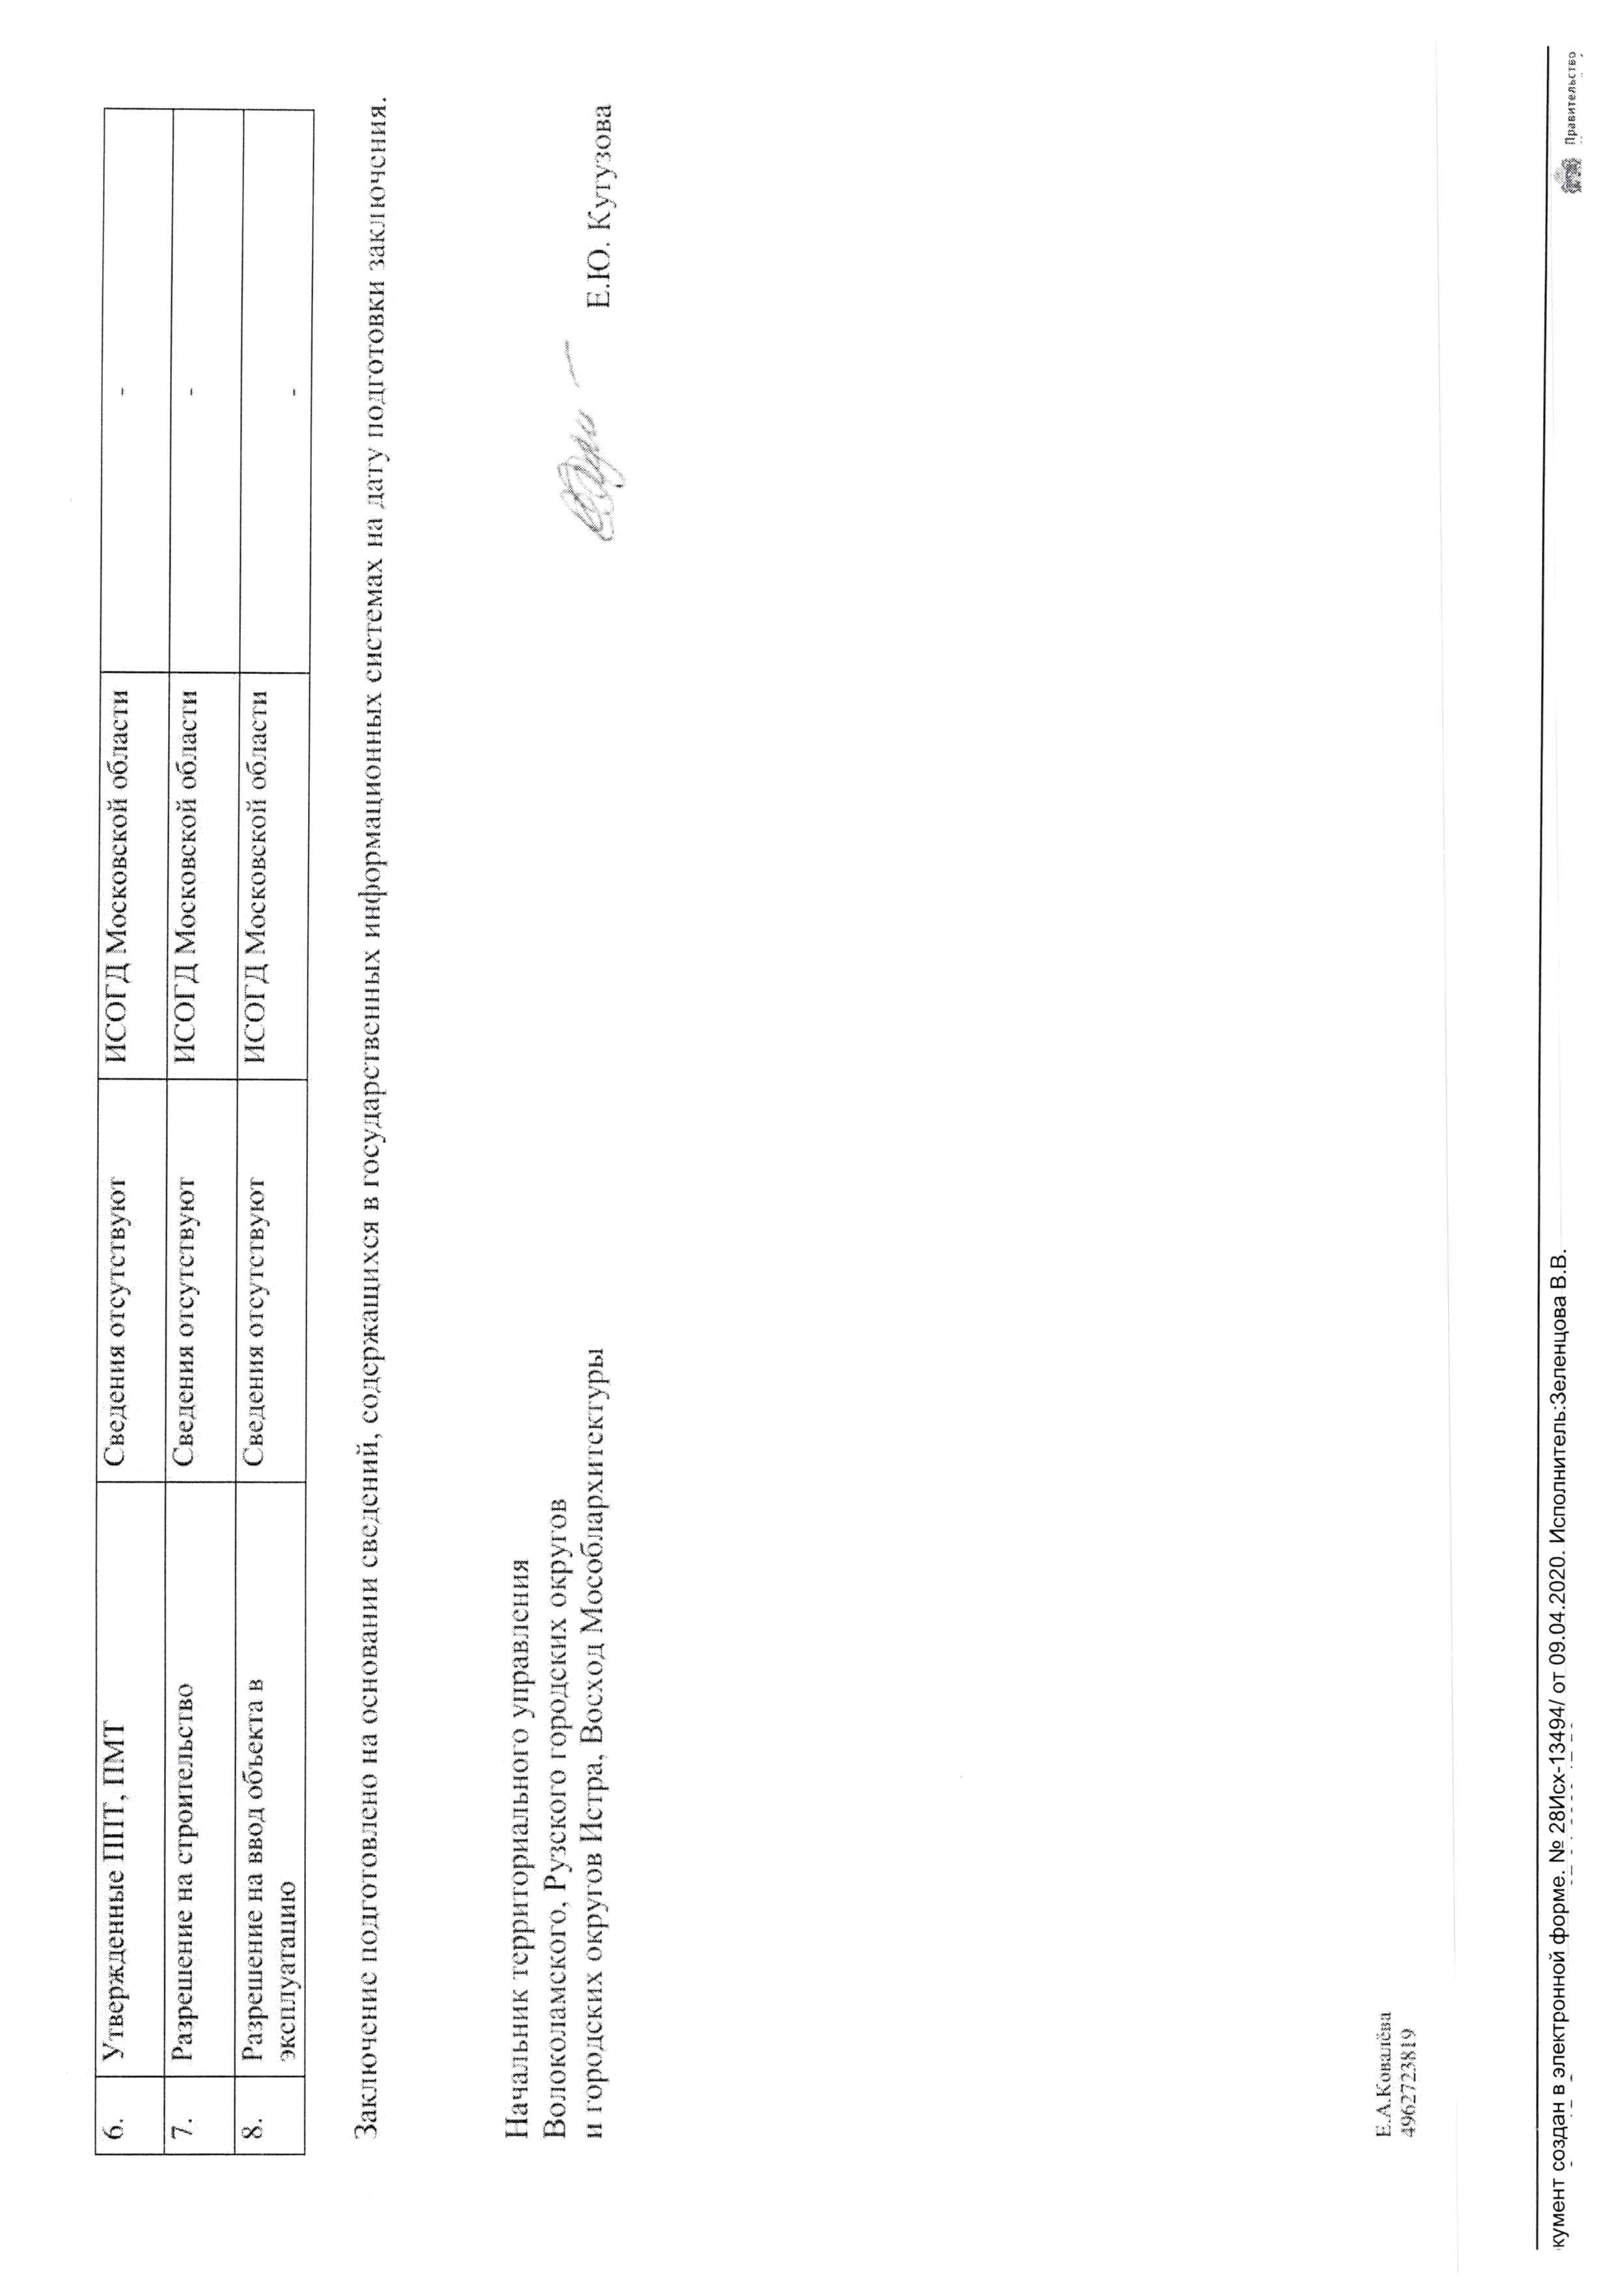 6. Утвержденные ППТ, ПМТ Сведения отсутствуют ИСОГД Московской области -
7. Разрешение на строительство Сведения отсутствуют ИСОГД Московской области -
8. Разрешение на ввод объекта в Сведения отсутствуют ИСОГД Московской области
эксплуатацию -
Заключение подготовлено на основании сведений, содержащихся в государственных информационных системах на дату подготовки заключения.
Начальник территориального управления
Волоколамского, Рузского городских округов
и городских округов Истра, Восход Мособлархитектуры Е.Ю. Кутузова
Е.А.Ковалёва
4962723819
кумент создан в электронной форме. № 28Исх-13494/ от 09.04.2020. Исполнитель:Зеленцова В.В.
Правительство